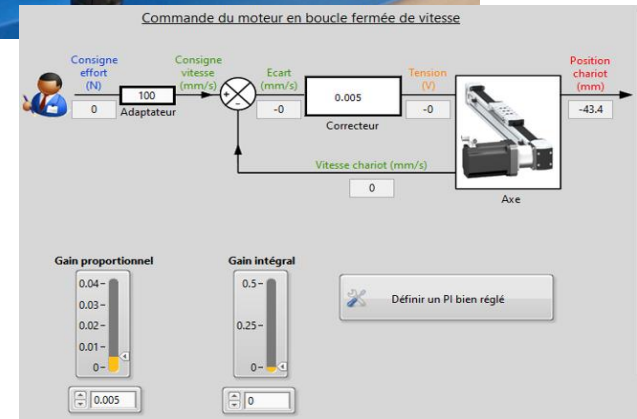 Commande du moteur en boucle fermée de vitesse
Consigne effort (N)
Consigne vitesse (mm/s)
Ecart (mm/s)
Tension (V)
Position chariot (mm)
0
100
Adaptateur
+
-
-0
0.005
Correcteur
-0
-43.4
Vitesse chariot (mm/s)
0
Axe
Gain proportionnel
0.04
0.03
0.02
0.01
0
0.005
Gain intégral
0.5
0.25
0
0
Définir un PI bien réglé